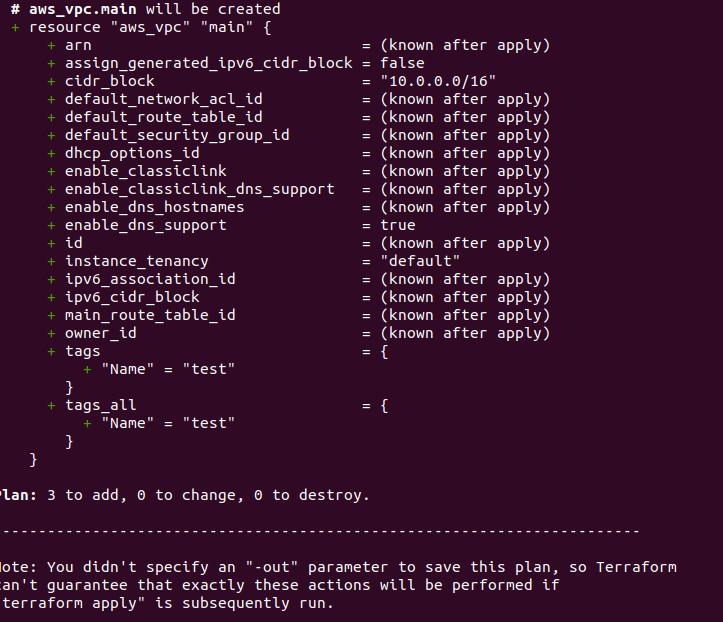 # aws_vpc.main will be created
+ resource "aws_vpc" "main" {
+ arn = (known after apply)
+ assign_generated_ipv6_cidr_block = false
+ cidr_block = "10.0.0.0/16"
+ default_network_acl_id = (known after apply)
+ default_route_table_id = (known after apply)
+ default_security_group_id = (known after apply)
+ dhcp_options_id = (known after apply)
+ enable_classiclink = (known after apply)
+ enable_classiclink_dns_support = (known after apply)
+ enable_dns_hostnames = (known after apply)
+ enable_dns_support = true
+ id = (known after apply)
+ instance_tenancy = "default"
+ ipv6_association_id = (known after apply)
+ ipv6_cidr_block = (known after apply)
+ main_route_table_id = (known after apply)
+ owner_id = (known after apply)
+ tags = {
+ "Name" = "test"
}
+ tags_all = {
+ "Name" = "test"
}
}
Plan: 3 to add, 0 to change, 0 to destroy.
------------------------------------------------------------------------
Note: You didn't specify an "-out" parameter to save this plan, so Terraform
can't guarantee that exactly these actions will be performed if
terraform apply" is subsequently run.